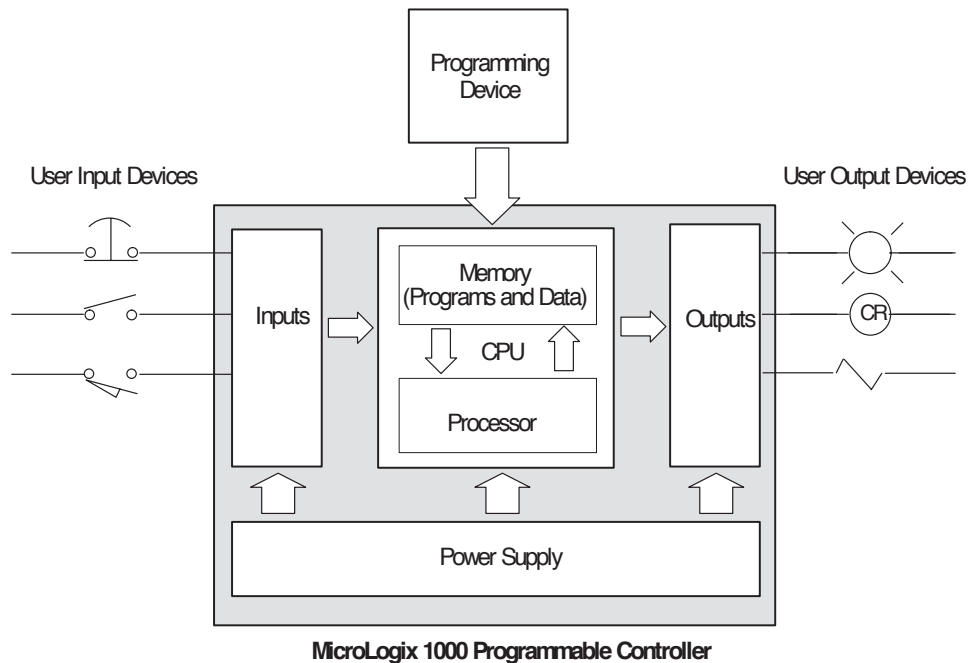 Programming
Device
User Input Devices
User Output Devices
Memory
(Programs and Data)
Inputs
Outputs
CR
CPU
Processor
Power Supply
MicroLogix 1000 Programmable Controller